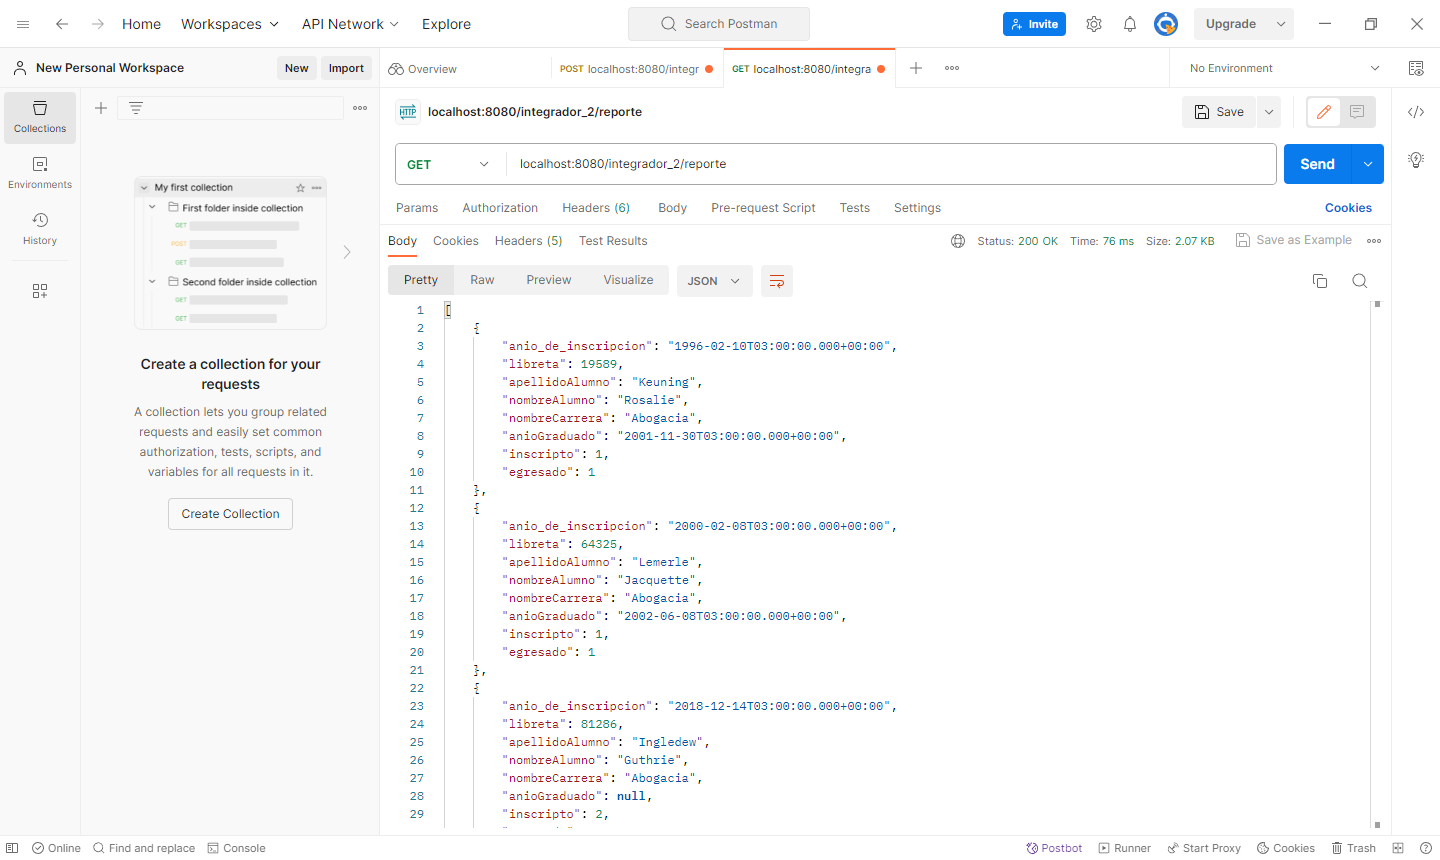 Home Workspaces API Network Explore Search Postman Invite Upgrade
New Personal Workspace New Import Overview POST localhost:8080/integr GET localhost:8080/integra No Environment
Collections
Environments
History
My first collection
First folder inside collection
GET
POST
GET
Second folder inside collection
GET
GET
Create a collection for your
requests
A collection lets you group related
requests and easily set common
authorization, tests, scripts, and
variables for all requests in it.
Create Collection
HTTP localhost:8080/integrador_2/reporte Save
GET localhost:8080/integrador_2/reporte Send
Params Authorization Headers (6) Body Pre-request Script Tests Settings Cookies
Body Cookies Headers (5) Test Results Status: 200 OK Time: 76 ms Size: 2.07 KB Save as Example
Pretty Raw Preview Visualize JSON
1 [
2 {
3 "anio_de_inscripcion": "1996-02-10T03:00:00.000+00:00",
4 "libreta": 19589,
5 "apellidoAlumno": "Keuning",
6 "nombreAlumno": "Rosalie",
7 "nombreCarrera": "Abogacia",
8 "anioGraduado": "2001-11-30T03:00:00.000+00:00",
9 "inscripto": 1,
10 "egresado": 1
11 },
12 {
13 "anio_de_inscripcion": "2000-02-08T03:00:00.000+00:00",
14 "libreta": 64325,
15 "apellidoAlumno": "Lemerle",
16 "nombreAlumno": "Jacquette",
17 "nombreCarrera": "Abogacia",
18 "anioGraduado": "2002-06-08T03:00:00.000+00:00",
19 "inscripto": 1,
20 "egresado": 1
21 },
22 {
23 "anio_de_inscripcion": "2018-12-14T03:00:00.000+00:00",
24 "libreta": 81286,
25 "apellidoAlumno": "Ingledew",
26 "nombreAlumno": "Guthrie",
27 "nombreCarrera": "Abogacia",
28 "anioGraduado": null,
29 "inscripto": 2,
Online Find and replace Console Postbot Runner Start Proxy Cookies Trash